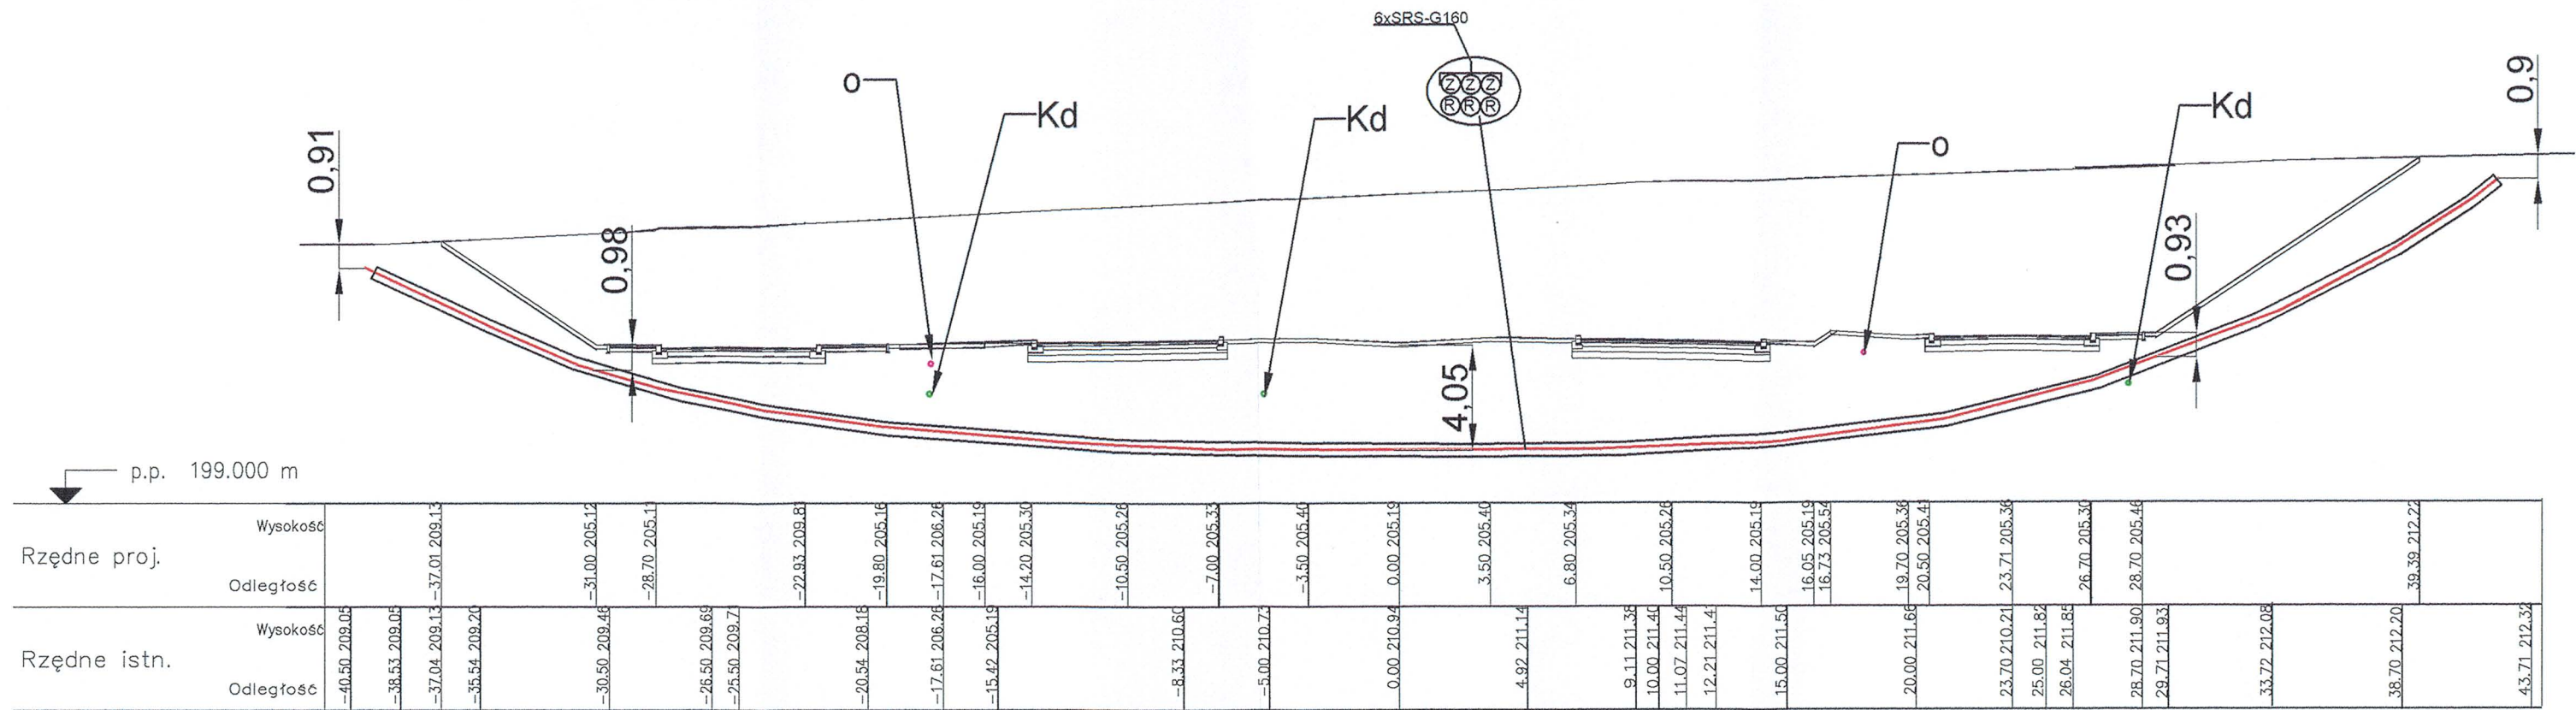 6xSRS-G160
Z Z Z
R R R
o
Kd
Kd
o
Kd
0,91
0,98
4,05
0,93
0,9
p.p. 199.000 m
Rzędne proj.
Wysokość
209.13 205.12 205.11 209.81 205.16 206.26 205.19 205.30 205.26 205.33 205.40 205.19 205.40 205.34 205.26 205.19 205.19 205.54 205.36 205.41 205.36 205.30 205.46 212.22
Odległość
-37.01 -31.00 -28.70 -22.93 -19.80 -17.61 -16.00 -14.20 -10.50 -7.00 -3.50 0.00 3.50 6.80 10.50 14.00 16.05 16.73 19.70 20.50 23.71 26.70 28.70 39.39
Rzędne istn.
Wysokość
209.05 209.05 209.13 209.20 209.46 209.69 209.71 208.18 206.26 205.19 210.60 210.73 210.94 211.14 211.38 211.40 211.44 211.41 211.50 211.66 210.21 211.82 211.85 211.90 211.93 212.08 212.20 212.32
Odległość
-40.50 -38.53 -37.04 -35.54 -30.50 -26.50 -25.50 -20.54 -17.61 -15.42 -8.33 -5.00 0.00 4.92 9.11 10.00 11.07 12.21 15.00 20.00 23.70 25.00 26.04 28.70 29.71 33.72 38.70 43.71